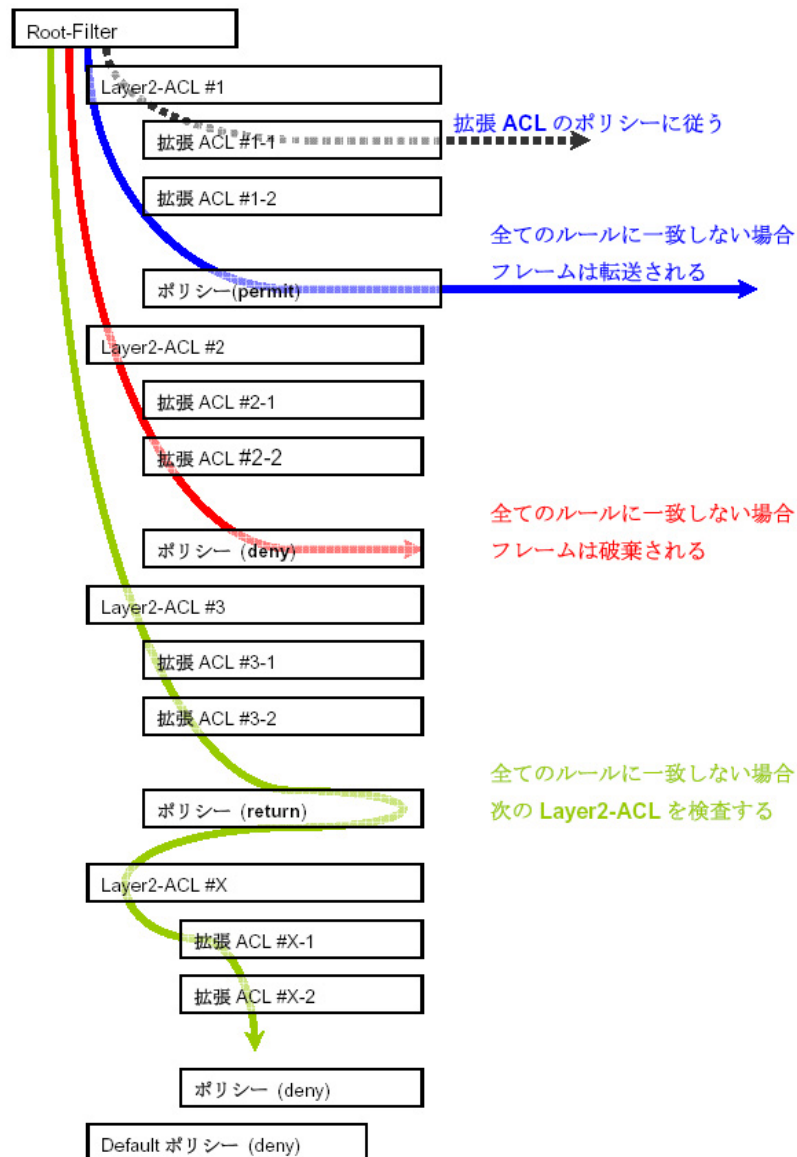 Root-Filter
Layer2-ACL #1
拡張 ACL #1-1
拡張 ACL のポリシーに従う
拡張 ACL #1-2
全てのルールに一致しない場合
フレームは転送される
ポリシー(permit)
Layer2-ACL #2
拡張 ACL #2-1
拡張 ACL #2-2
全てのルールに一致しない場合
フレームは破棄される
ポリシー (deny)
Layer2-ACL #3
拡張 ACL #3-1
拡張 ACL #3-2
全てのルールに一致しない場合
次の Layer2-ACL を検査する
ポリシー (return)
Layer2-ACL #X
拡張 ACL #X-1
拡張 ACL #X-2
ポリシー (deny)
Default ポリシー (deny)